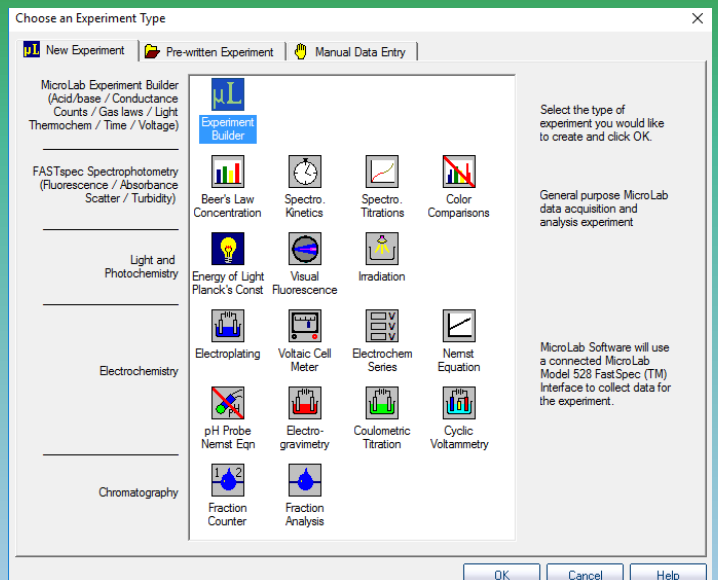 Choose an Experiment Type
µL New Experiment
Pre-written Experiment
Manual Data Entry
MicroLab Experiment Builder
(Acid/base / Conductance
Counts / Gas laws / Light
Thermochem / Time / Voltage)
µL
Experiment
Builder
Select the type of
experiment you would like
to create and click OK.
FASTspec Spectrophotometry
(Fluorescence / Absorbance
Scatter / Turbidity)
Beer's Law
Concentration
Spectro.
Kinetics
Spectro.
Titrations
Color
Comparisons
General purpose MicroLab
data acquisition and
analysis experiment
Light and
Photochemistry
Energy of Light
Planck's Const
Visual
Fluorescence
Irradiation
Electrochemistry
Electroplating
Voltaic Cell
Meter
V
V
V
Electrochem
Series
Nernst
Equation
MicroLab Software will use
a connected MicroLab
Model 528 FastSpec (TM)
Interface to collect data for
the experiment.
pH
pH Probe
Nernst Eqn
Electro-
gravimetry
Coulometric
Titration
Cyclic
Voltammetry
Chromatography
1 2
Fraction
Counter
Fraction
Analysis
OK
Cancel
Help